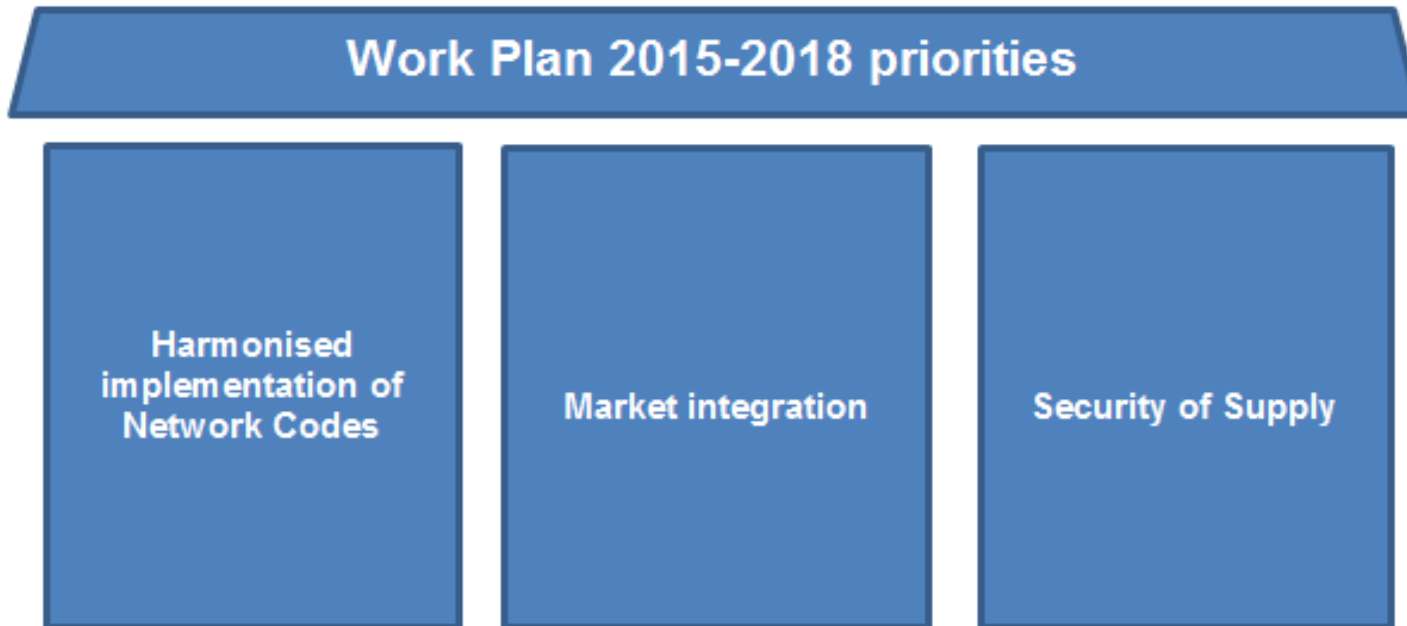 Work Plan 2015-2018 priorities
Harmonised
implementation of
Network Codes
Market integration
Security of Supply